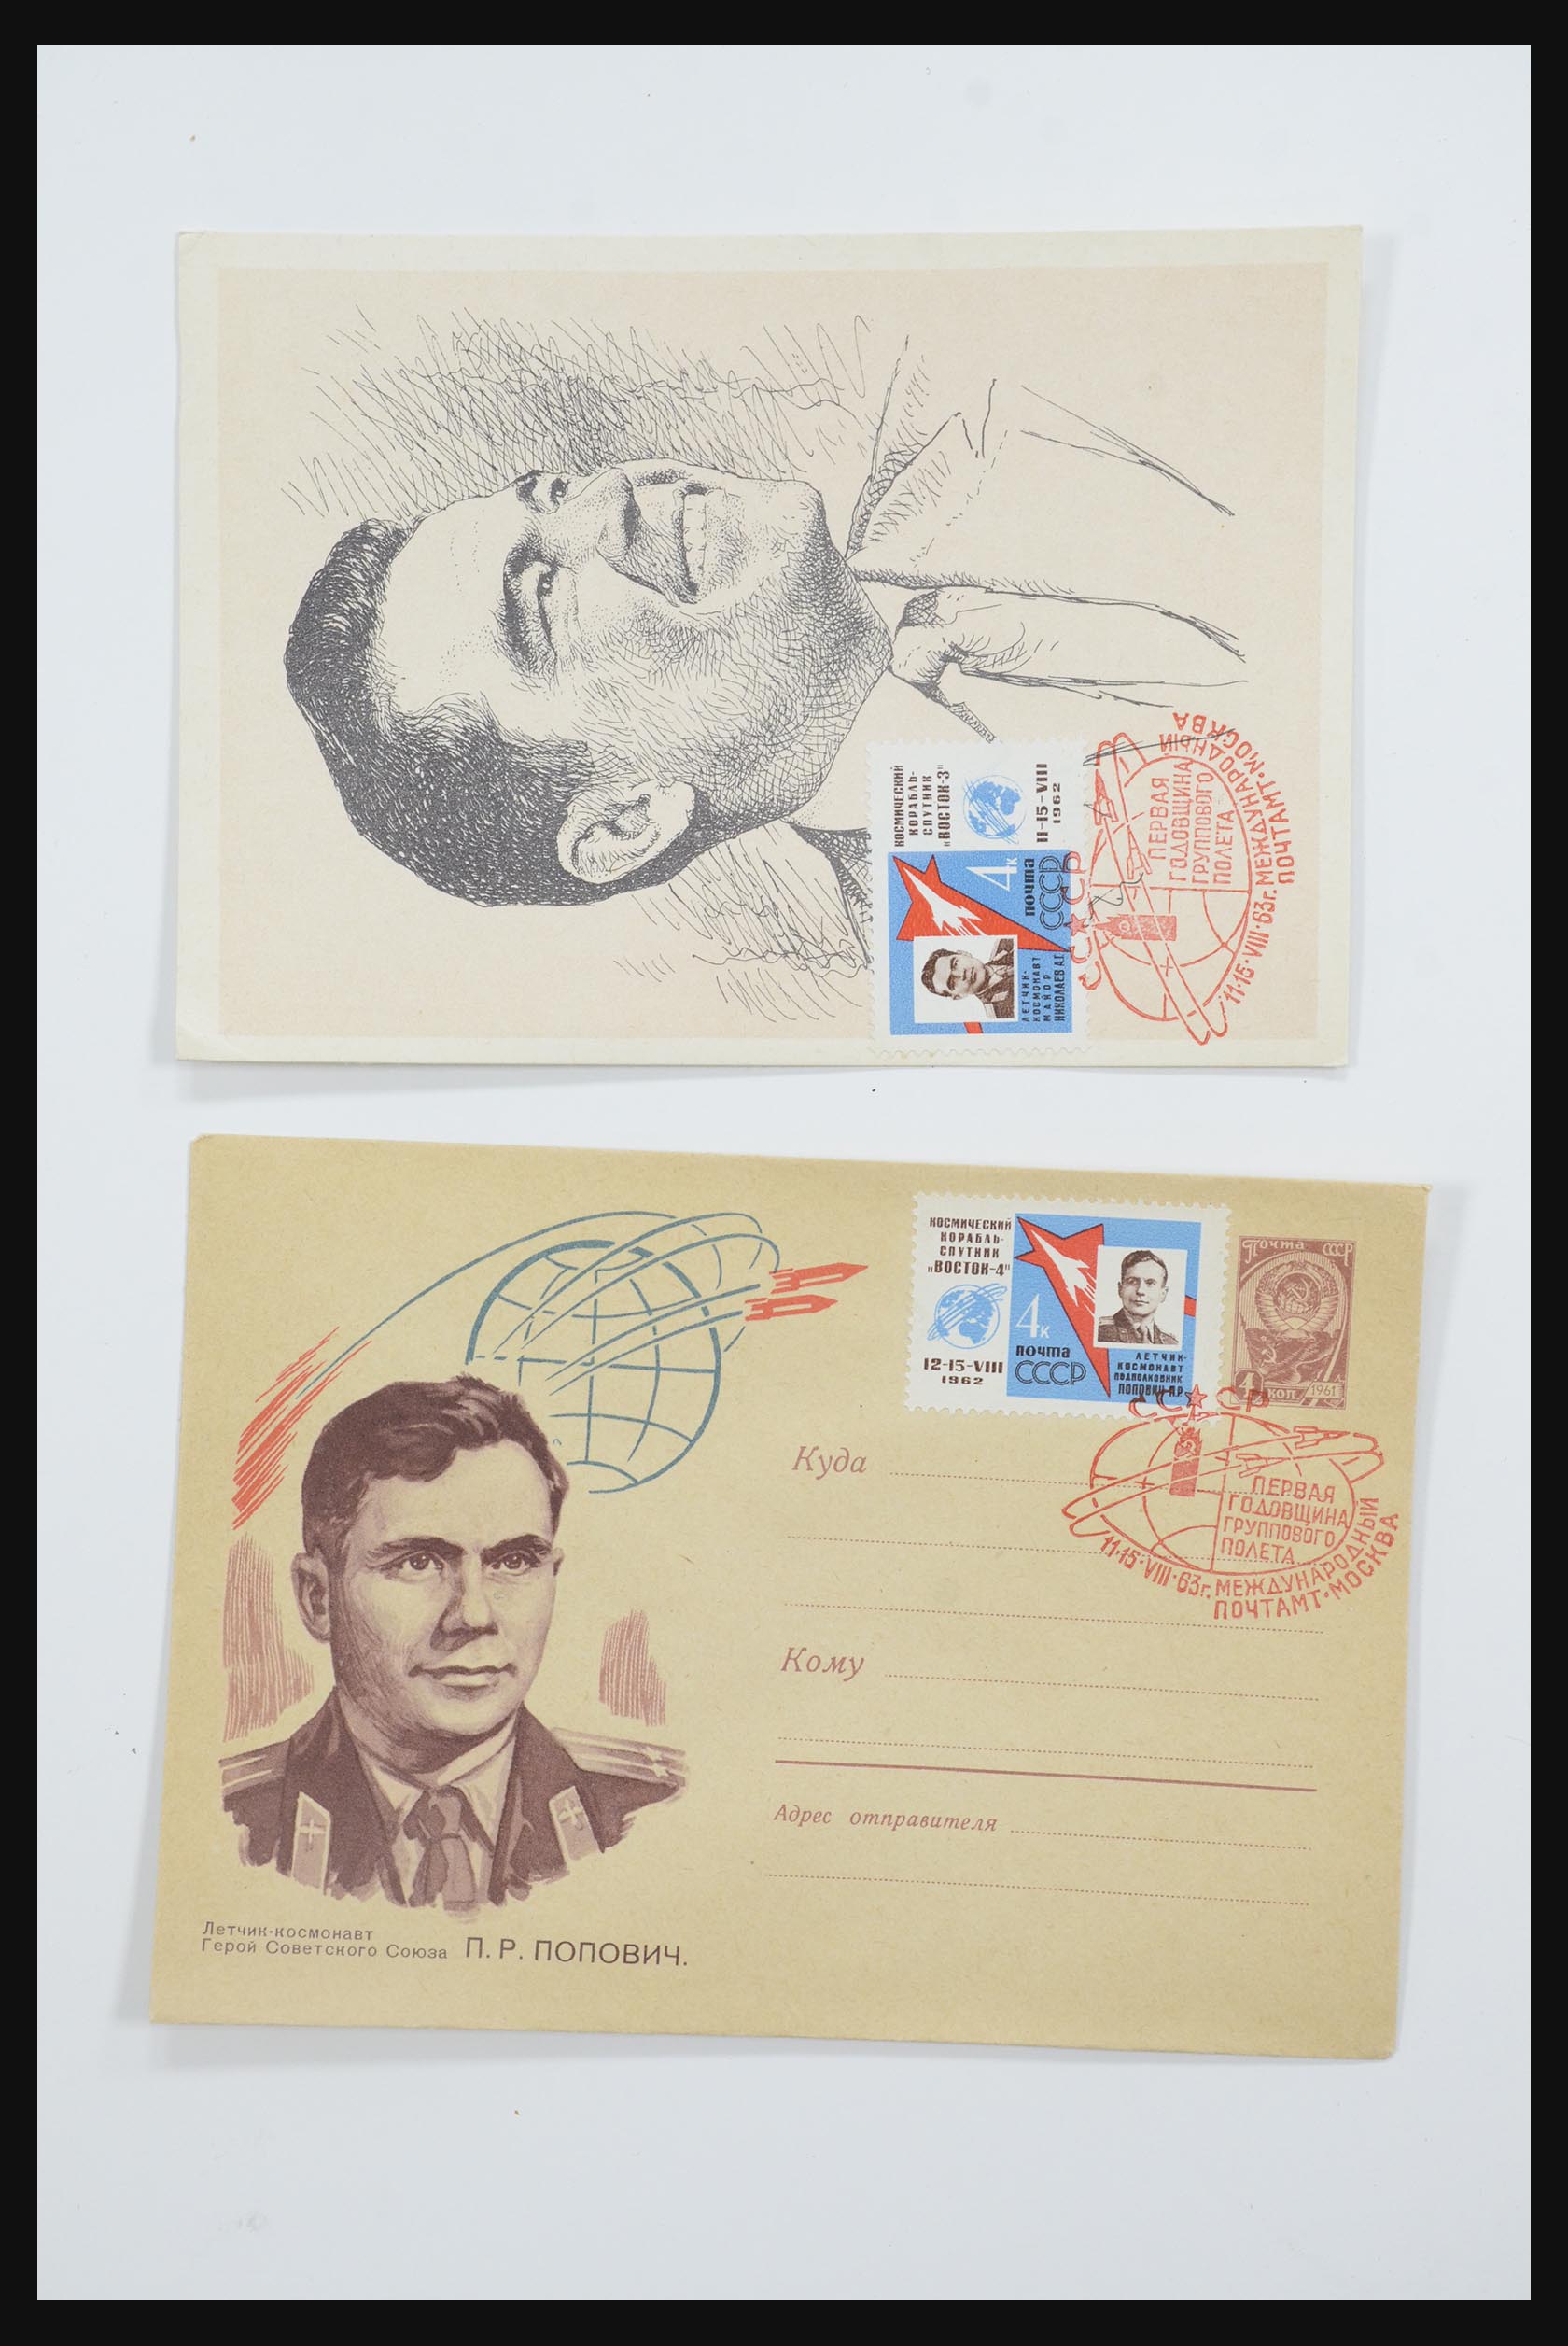 КОСМИЧЕСКИЙ
КОРАБЛЬ-
СПУТНИК
„ВОСТОК-3"
11-15-VIII
1962
4к
почта
СССР
ЛЕТЧИК-
КОСМОНАВТ
МАЙОР
НИКОЛАЕВ А.Г.
СССР
ПЕРВАЯ
ГОДОВЩИНА
ГРУППОВОГО
ПОЛЕТА
11-15·VIII·63г. МЕЖДУНАРОДНЫЙ
ПОЧТАМТ·МОСКВА
КОСМИЧЕСКИЙ
КОРАБЛЬ-
СПУТНИК
„ВОСТОК-4"
12-15-VIII
1962
4к
почта
СССР
ЛЕТЧИК-
КОСМОНАВТ
ПОДПОЛКОВНИК
ПОПОВИЧ П.Р.
Почта СССР
4 коп 1961
СССР
ПЕРВАЯ
ГОДОВЩИНА
ГРУППОВОГО
ПОЛЕТА
11-15·VIII·63г. МЕЖДУНАРОДНЫЙ
ПОЧТАМТ·МОСКВА
Куда
Кому
Адрес отправителя
Летчик-космонавт
Герой Советского Союза П. Р. ПОПОВИЧ.